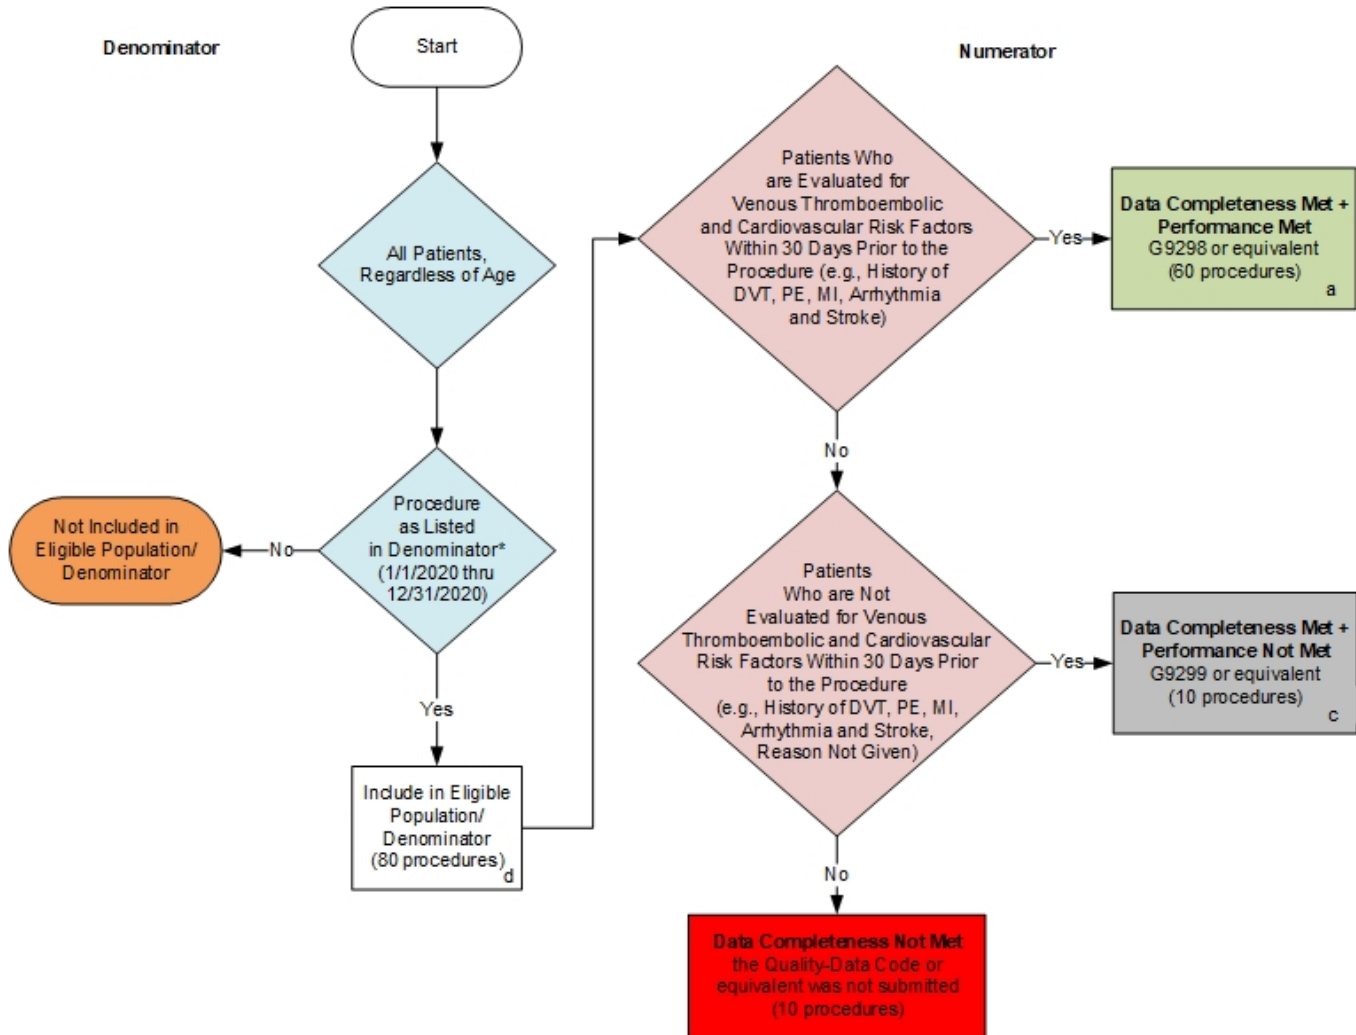 Denominator
Start
Numerator
All Patients,
Regardless of Age
Procedure
as Listed
in Denominator*
(1/1/2020 thru
12/31/2020)
No
Not Included in
Eligible Population/
Denominator
Yes
Include in Eligible
Population/
Denominator
(80 procedures)
d
Patients Who
are Evaluated for
Venous Thromboembolic
and Cardiovascular Risk Factors
Within 30 Days Prior to the
Procedure (e.g., History of
DVT, PE, MI, Arrhythmia
and Stroke)
Yes
Data Completeness Met +
Performance Met
G9298 or equivalent
(60 procedures)
a
No
Patients
Who are Not
Evaluated for Venous
Thromboembolic and Cardiovascular
Risk Factors Within 30 Days Prior
to the Procedure
(e.g., History of DVT, PE, MI,
Arrhythmia and Stroke,
Reason Not Given)
Yes
Data Completeness Met +
Performance Not Met
G9299 or equivalent
(10 procedures)
c
No
Data Completeness Not Met
the Quality-Data Code or
equivalent was not submitted
(10 procedures)